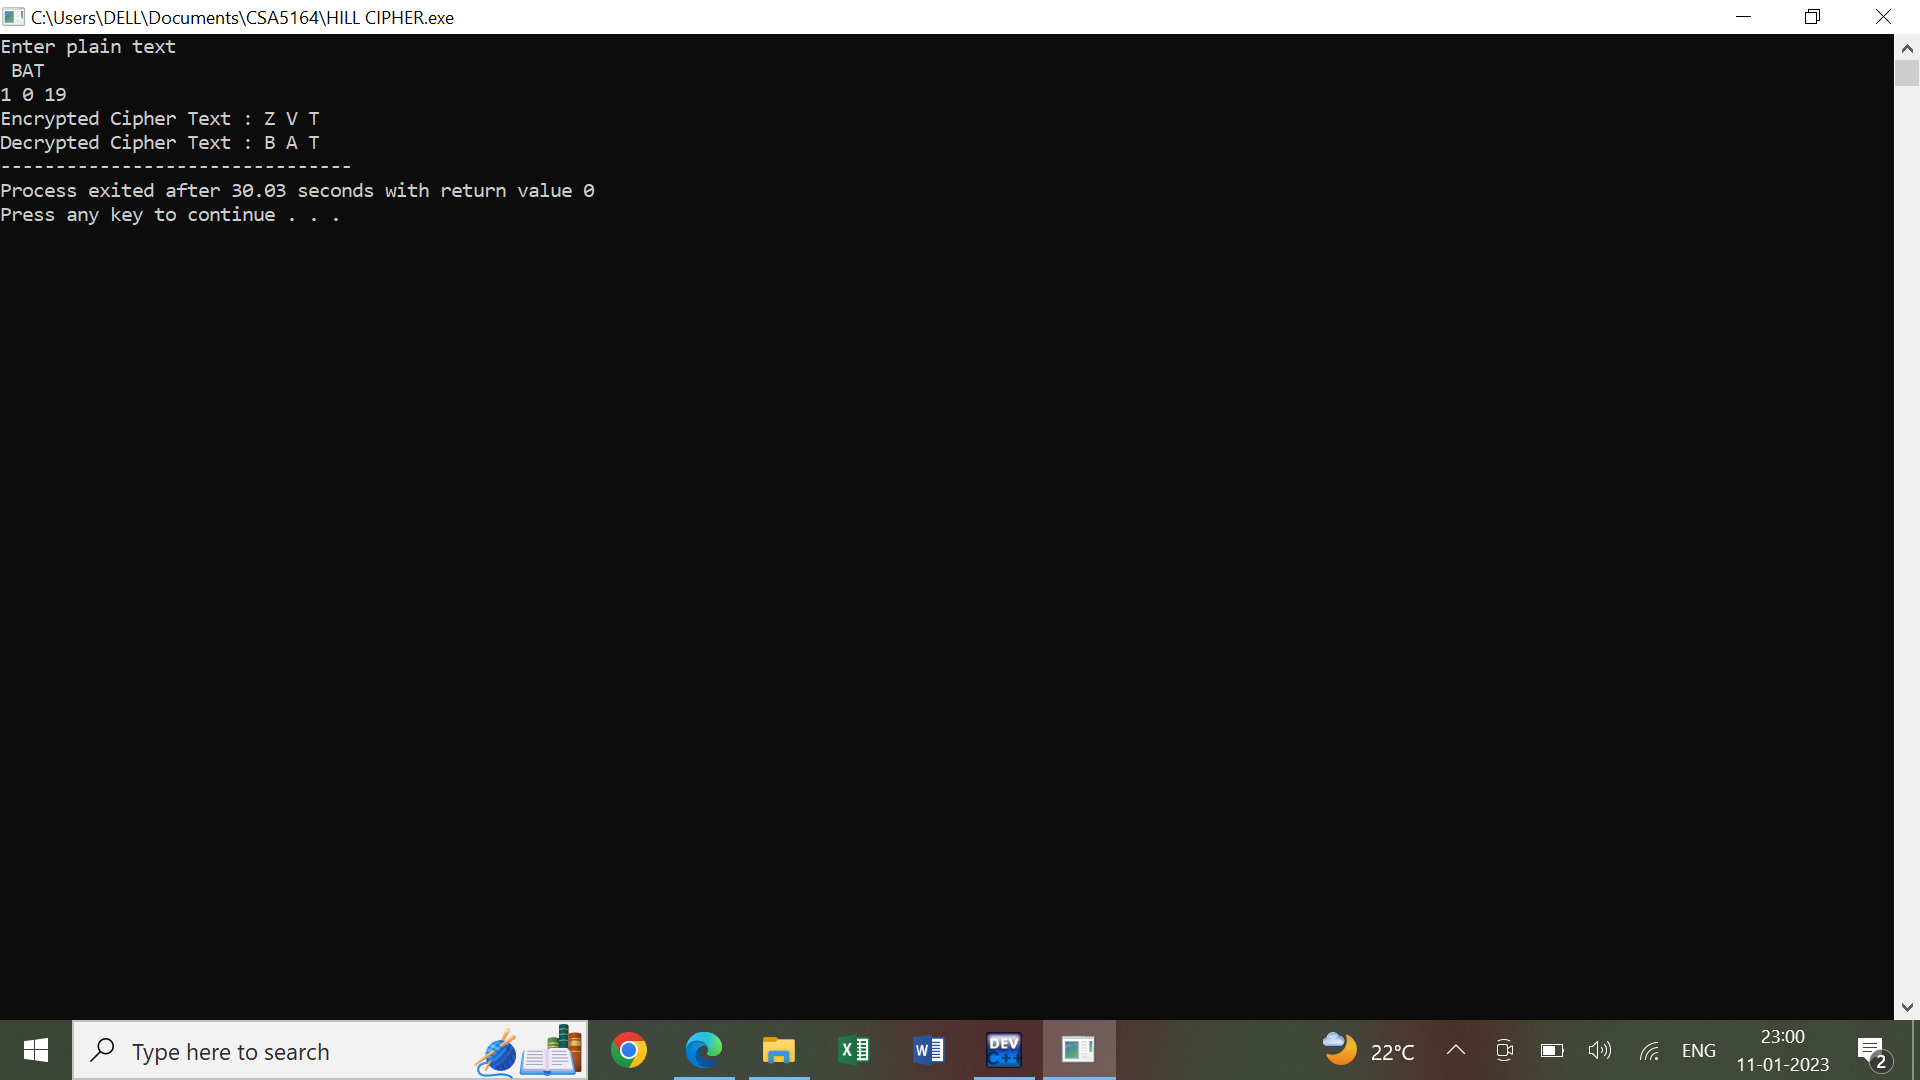 C:\Users\DELL\Documents\CSA5164\HILL CIPHER.exe
Enter plain text
 BAT
1 0 19
Encrypted Cipher Text : Z V T
Decrypted Cipher Text : B A T
--------------------------------
Process exited after 30.03 seconds with return value 0
Press any key to continue . . .
Type here to search
DEV
C++
22°C
ENG
23:00
11-01-2023
2